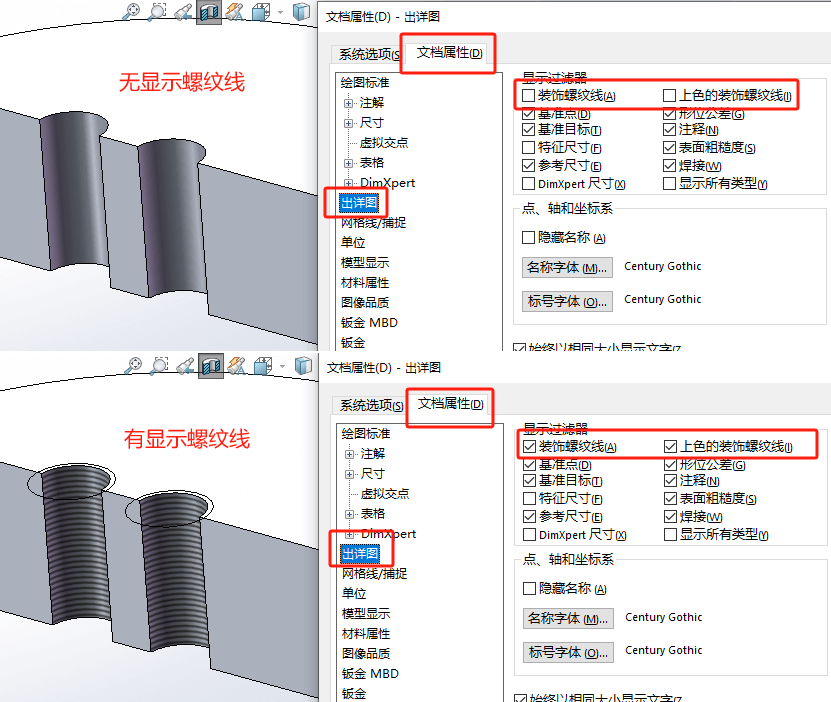 文档属性(D) - 出详图
系统选项(S
文档属性(D)
无显示螺纹线
绘图标准
注解
尺寸
虚拟交点
表格
DimXpert
出详图
网格线/捕捉
单位
模型显示
材料属性
图像品质
钣金 MBD
钣金
显示过滤器
装饰螺纹线(A)
上色的装饰螺纹线(I)
基准点(D)
形位公差(G)
基准目标(T)
注释(N)
特征尺寸(F)
表面粗糙度(S)
参考尺寸(E)
焊接(W)
DimXpert 尺寸(X)
显示所有类型(Y)
点、轴和坐标系
隐藏名称 (A)
名称字体 (M)...
Century Gothic
标号字体 (O)...
Century Gothic
始终以相同大小显示文字(Z
文档属性(D) - 出详图
系统选项(S)
文档属性(D)
有显示螺纹线
绘图标准
注解
尺寸
虚拟交点
表格
DimXpert
出详图
网格线/捕捉
单位
模型显示
材料属性
图像品质
钣金 MBD
钣金
显示过滤器
装饰螺纹线(A)
上色的装饰螺纹线(I)
基准点(D)
形位公差(G)
基准目标(T)
注释(N)
特征尺寸(F)
表面粗糙度(S)
参考尺寸(E)
焊接(W)
DimXpert 尺寸(X)
显示所有类型(Y)
点、轴和坐标系
隐藏名称 (A)
名称字体 (M)...
Century Gothic
标号字体 (O)...
Century Gothic
始终以相同大小显示文字(Z